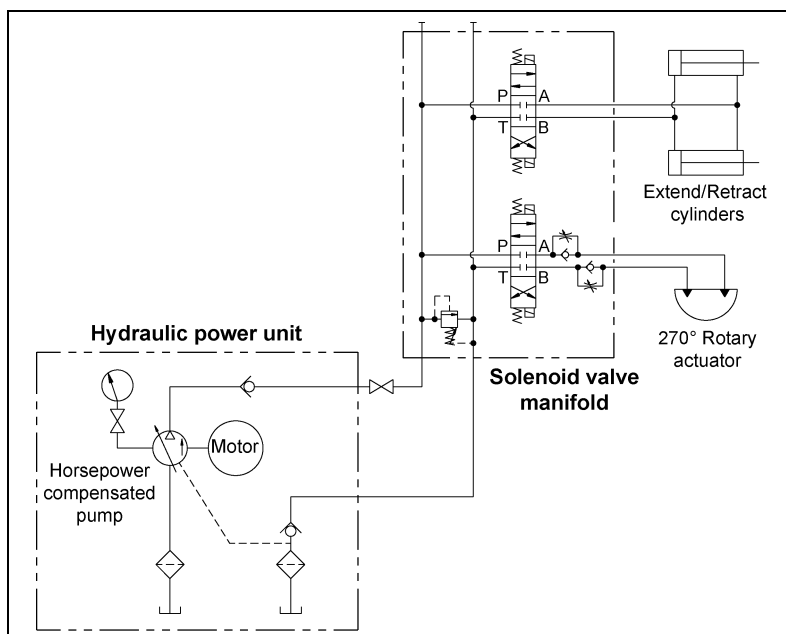 P
A
T
B
Extend/Retract
cylinders
P
A
T
B
270° Rotary
actuator
Hydraulic power unit
Solenoid valve
manifold
Motor
Horsepower
compensated
pump